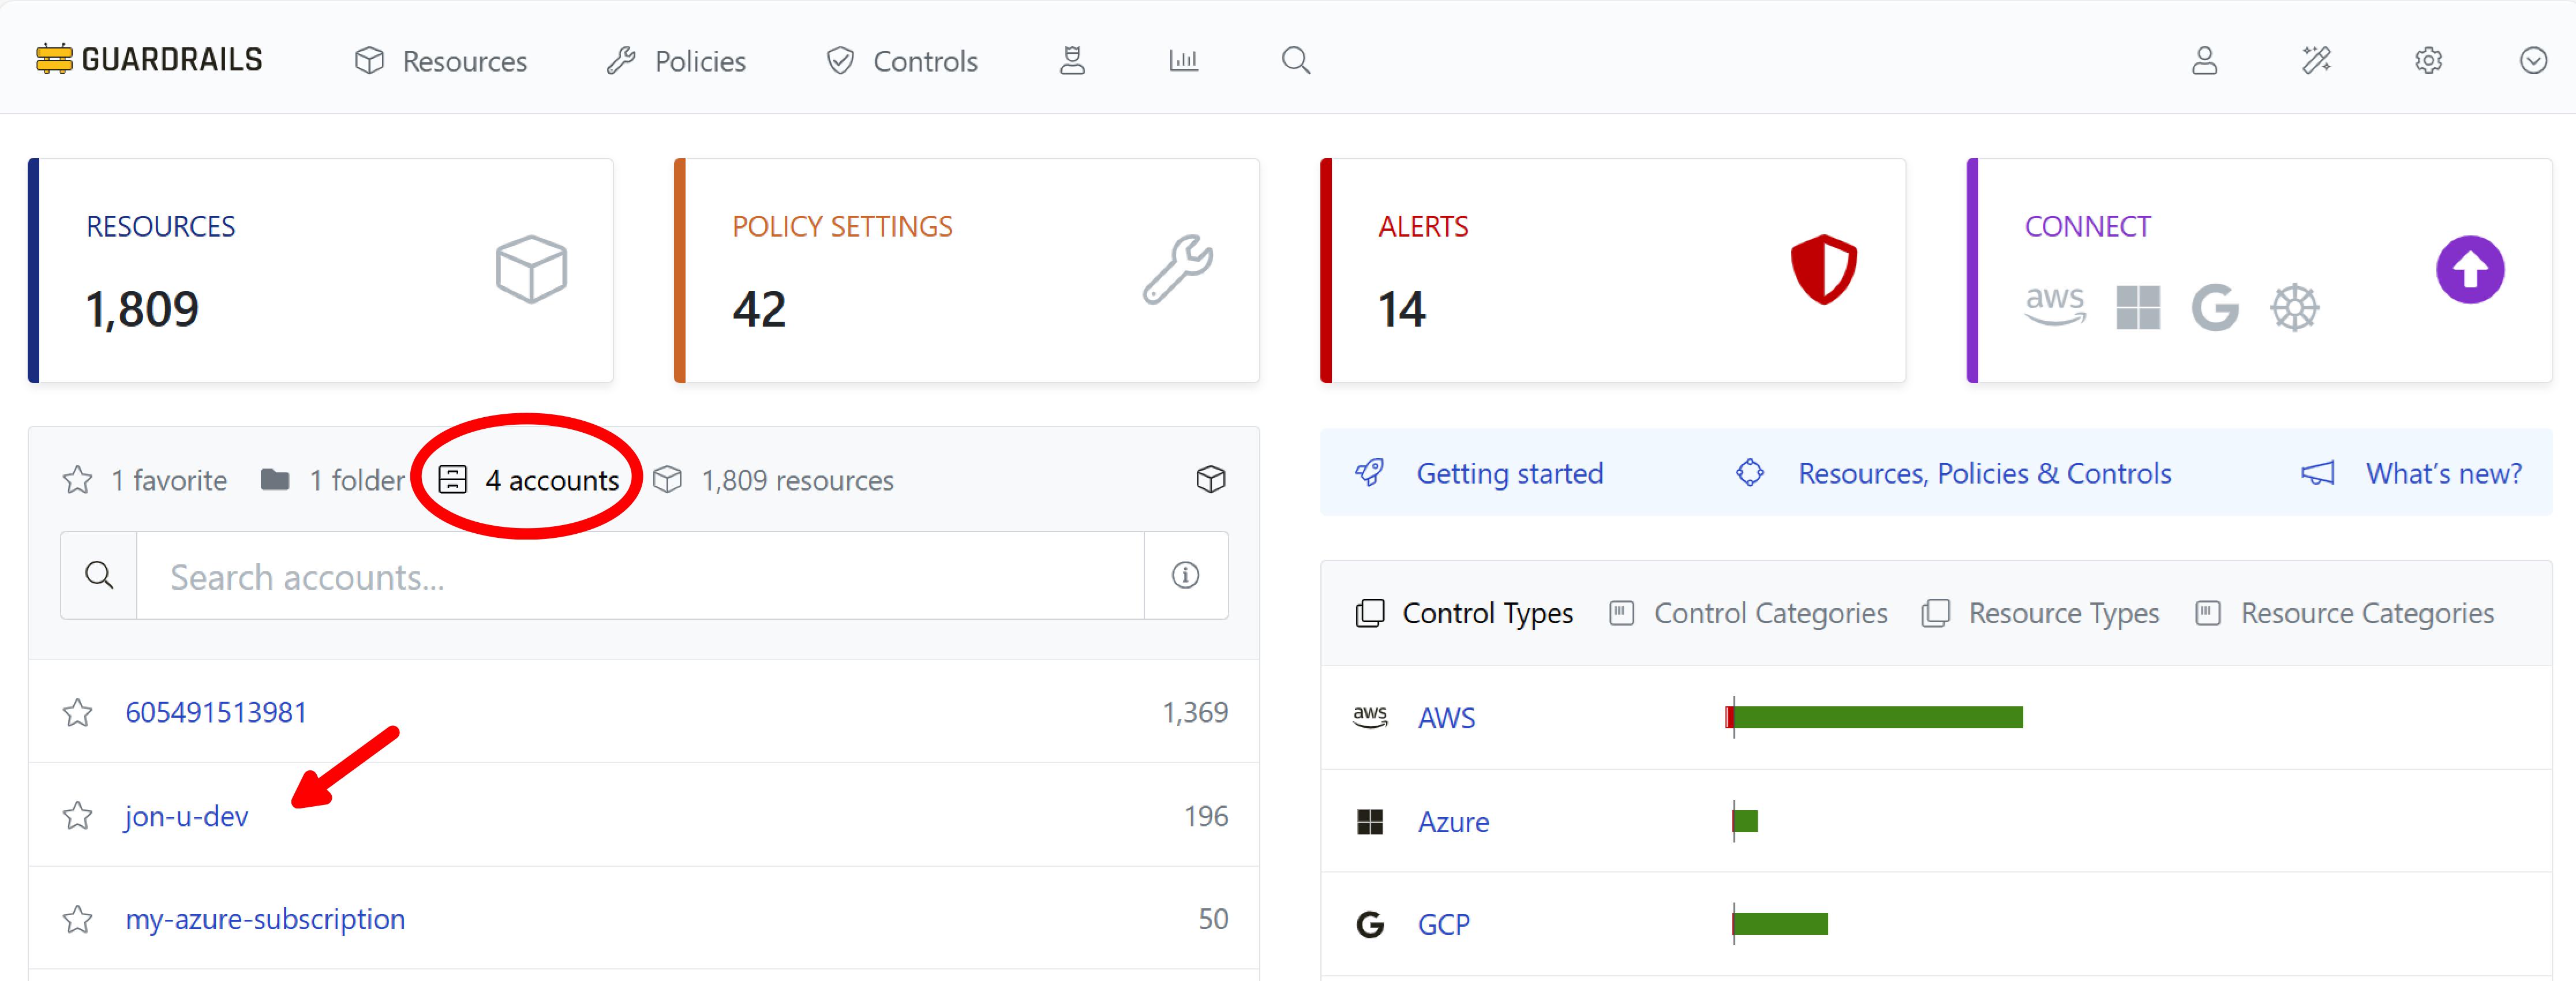 GUARDRAILS Resources Policies Controls
RESOURCES
1,809
POLICY SETTINGS
42
ALERTS
14
CONNECT
aws
1 favorite 1 folder 4 accounts 1,809 resources
Search accounts...
605491513981 1,369
jon-u-dev 196
my-azure-subscription 50
Getting started Resources, Policies & Controls What's new?
Control Types Control Categories Resource Types Resource Categories
aws AWS
Azure
G GCP